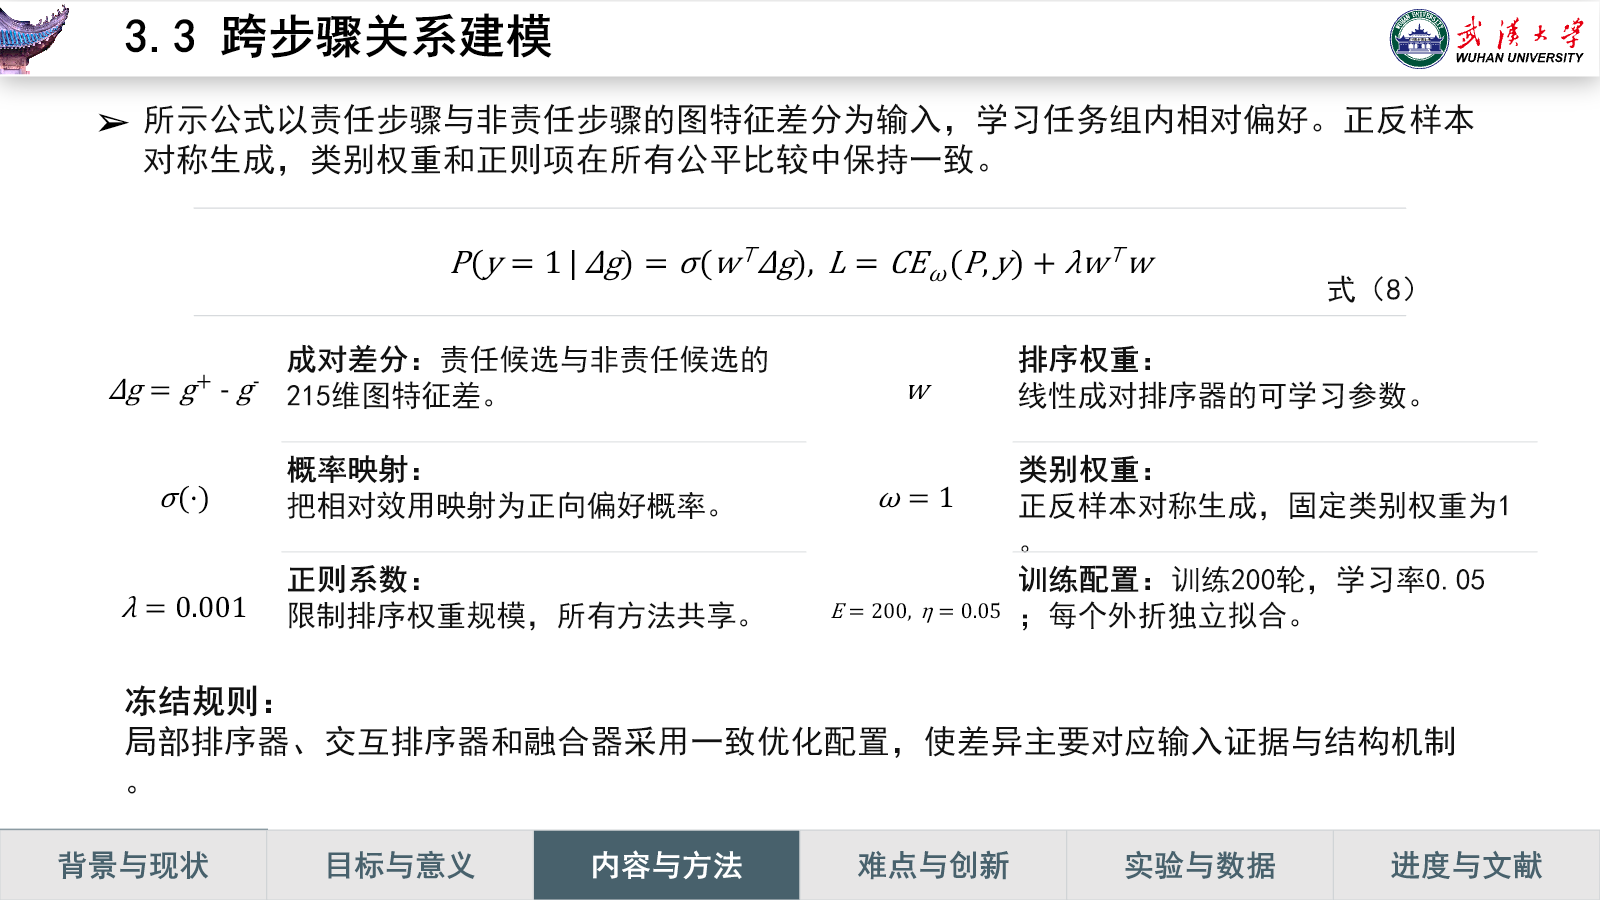 3.3 跨步骤关系建模
武汉大学
WUHAN UNIVERSITY
➢ 所示公式以责任步骤与非责任步骤的图特征差分为输入，学习任务组内相对偏好。正反样本
对称生成，类别权重和正则项在所有公平比较中保持一致。
P(y = 1 | Δg) = σ(wᵀΔg), L = CE_ω(P, y) + λwᵀw
式（8）
Δg = g⁺ - g⁻
成对差分：责任候选与非责任候选的
215维图特征差。
w
排序权重：
线性成对排序器的可学习参数。
σ(·)
概率映射：
把相对效用映射为正向偏好概率。
ω = 1
类别权重：
正反样本对称生成，固定类别权重为1
。
λ = 0.001
正则系数：
限制排序权重规模，所有方法共享。
E = 200, η = 0.05
训练配置：训练200轮，学习率0.05
；每个外折独立拟合。
冻结规则：
局部排序器、交互排序器和融合器采用一致优化配置，使差异主要对应输入证据与结构机制
。
背景与现状
目标与意义
内容与方法
难点与创新
实验与数据
进度与文献